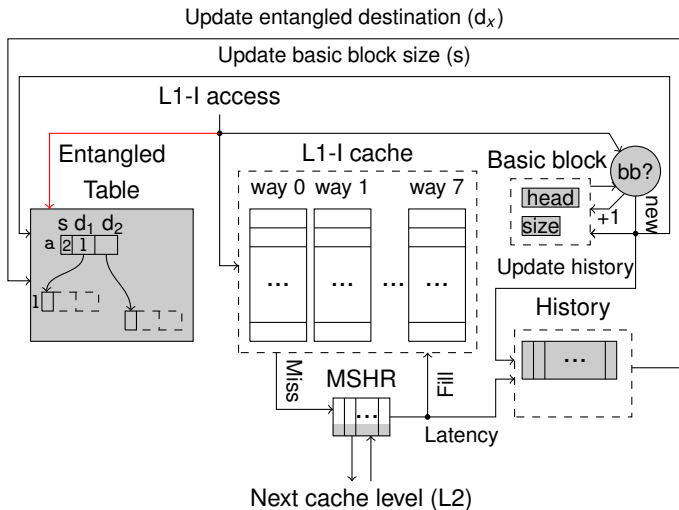 Update entangled destination (dₓ)
Update basic block size (s)
L1-I access
Entangled
Table
L1-I cache
Basic block
bb?
way 0 way 1 way 7
head
size
+1
new
s d₁ d₂
a 2 l
l
... ... ... ...
Update history
History
...
Miss
MSHR
Fill
...
Latency
Next cache level (L2)